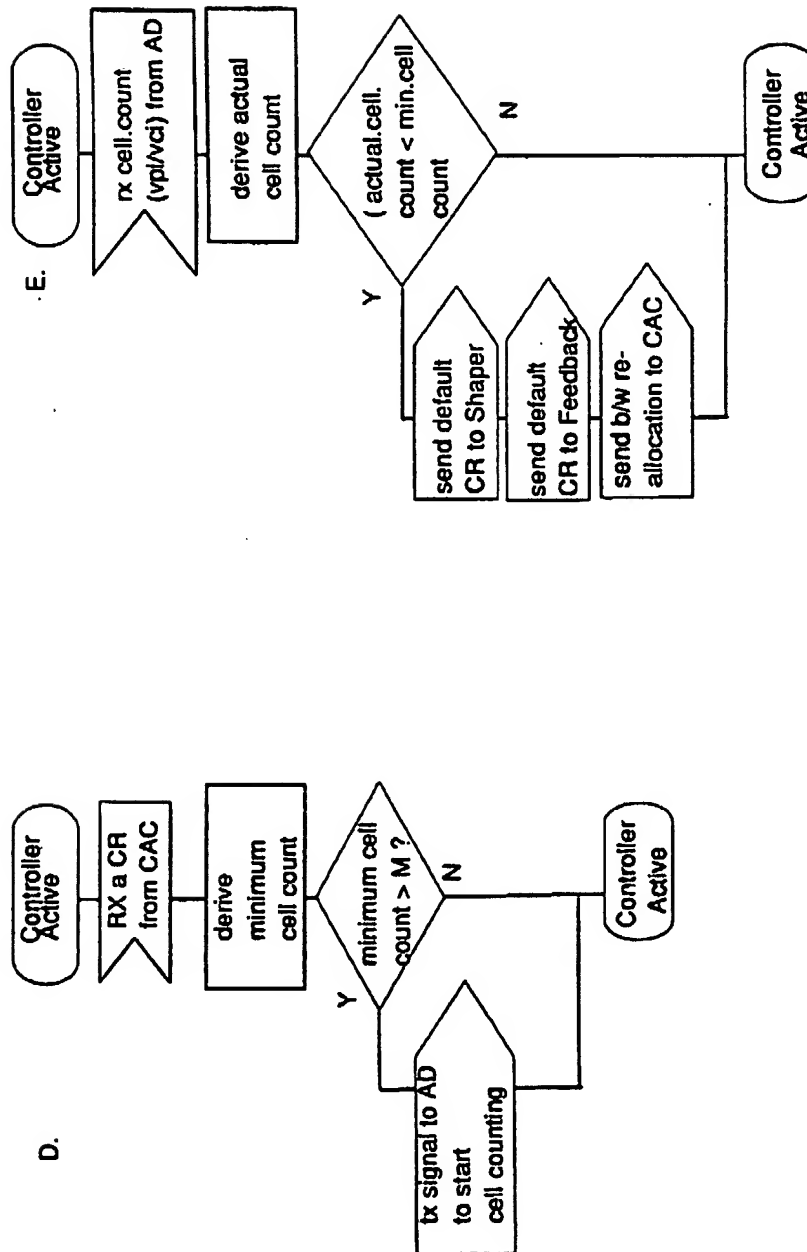 D.
Controller
Active
RX a CR
from CAC
derive
minimum
cell count
minimum cell
count > M ?
Y
N
tx signal to AD
to start
cell counting
Controller
Active
E.
Controller
Active
rx cell.count
(vpi/vci) from AD
derive actual
cell count
( actual.cell.
count < min.cell
count
Y
N
send default
CR to Shaper
send default
CR to Feedback
send b/w re-
allocation to CAC
Controller
Active